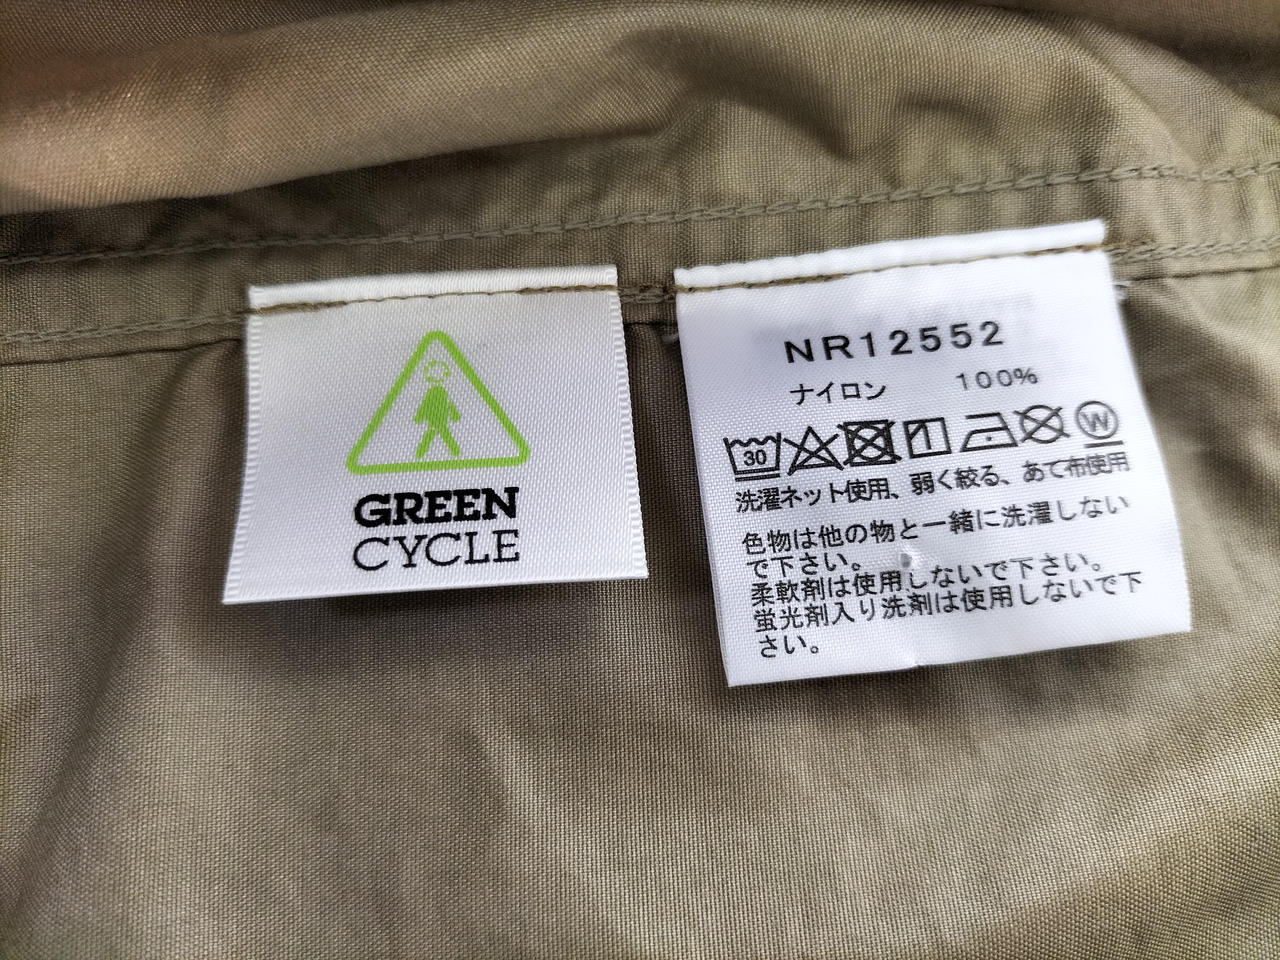 GREEN
CYCLE
NR12552
ナイロン 100%
30
W
洗濯ネット使用、弱く絞る、あて布使用
色物は他の物と一緒に洗濯しない
で下さい。
柔軟剤は使用しないで下さい。
蛍光剤入り洗剤は使用しないで下
さい。